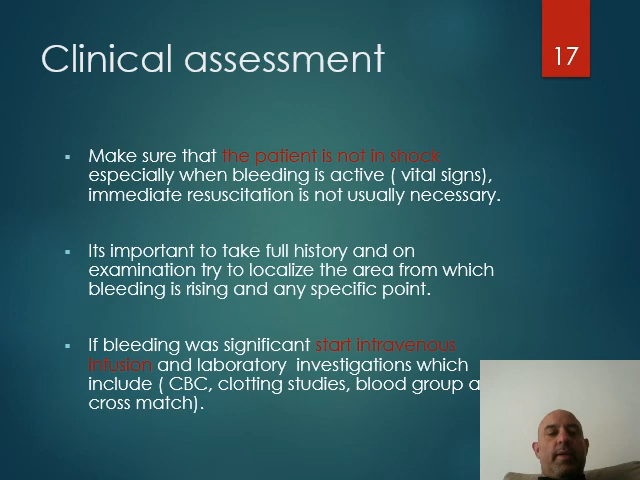 Clinical assessment
17
Make sure that the patient is not in shock
especially when bleeding is active ( vital signs),
immediate resuscitation is not usually necessary.
Its important to take full history and on
examination try to localize the area from which
bleeding is rising and any specific point.
If bleeding was significant start intravenous
infusion and laboratory investigations which
include ( CBC, clotting studies, blood group
cross match).